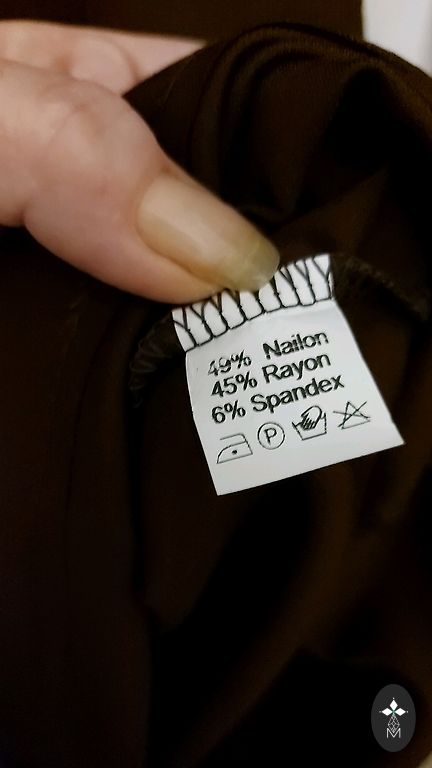 49% Nailon
45% Rayon
6% Spandex
P
M